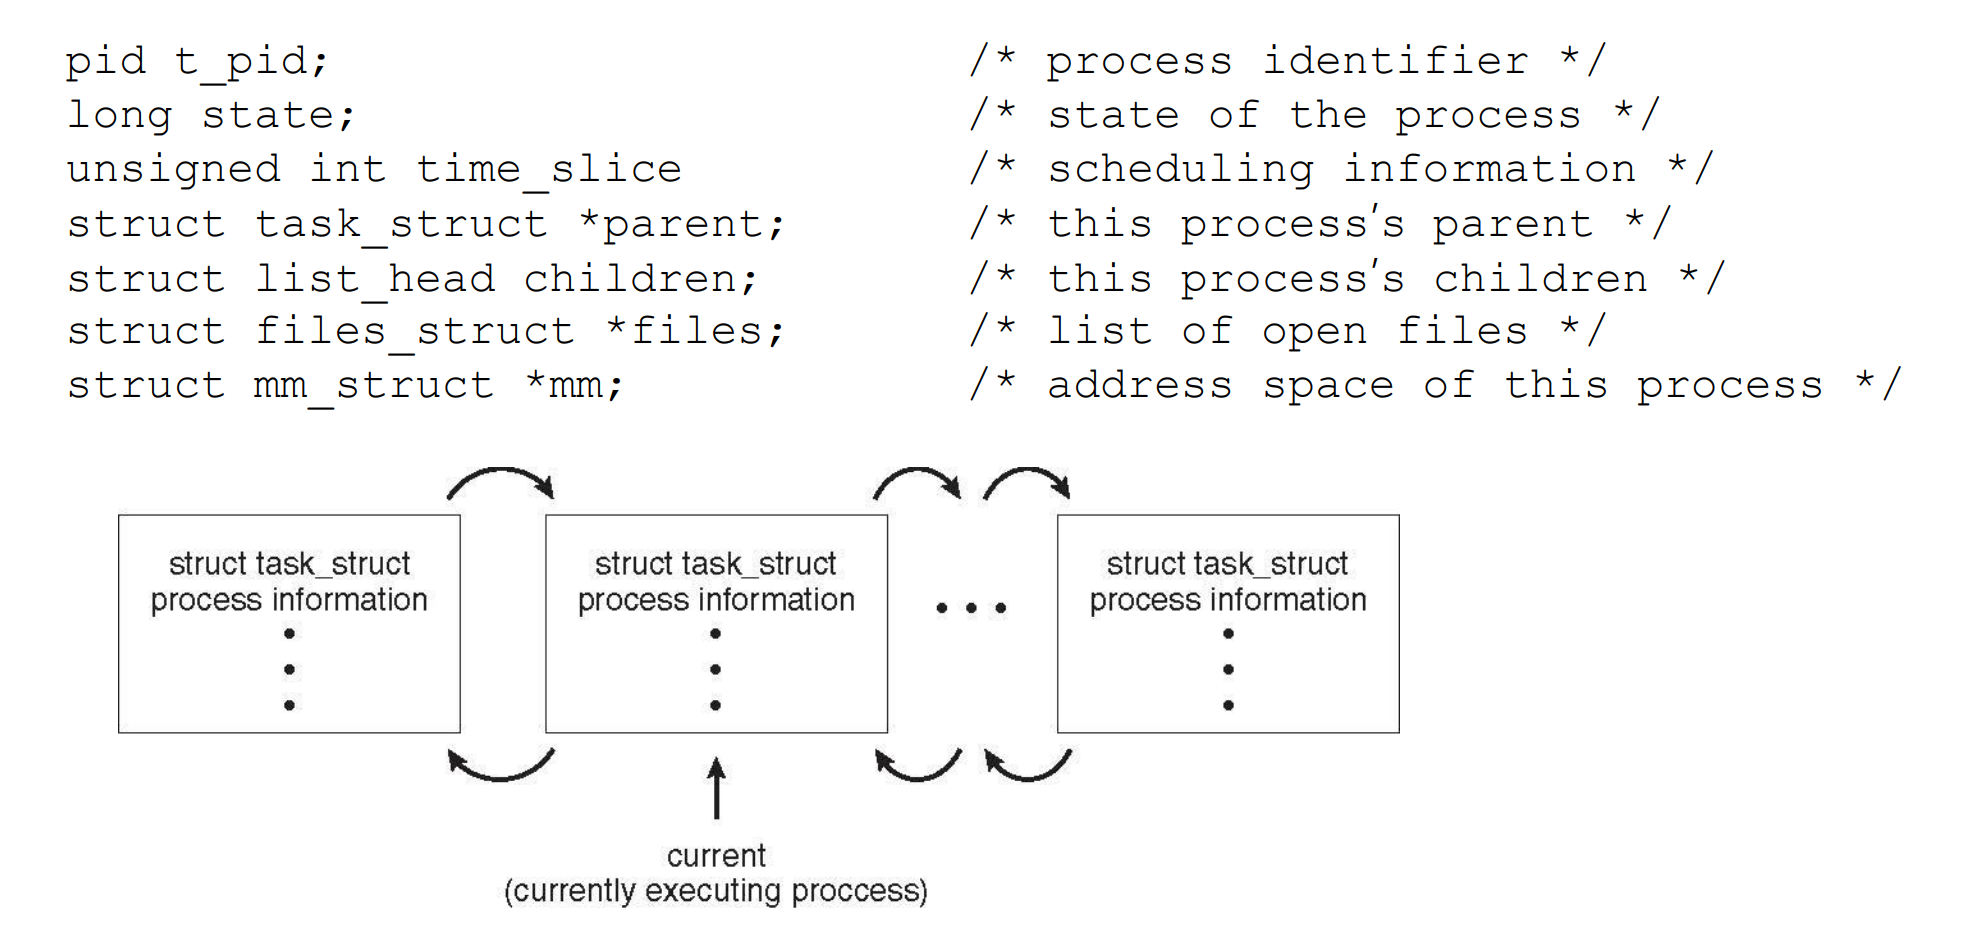 pid t_pid; /* process identifier */
long state; /* state of the process */
unsigned int time_slice /* scheduling information */
struct task_struct *parent; /* this process's parent */
struct list_head children; /* this process's children */
struct files_struct *files; /* list of open files */
struct mm_struct *mm; /* address space of this process */
struct task_struct
process information
struct task_struct
process information
struct task_struct
process information
current
(currently executing proccess)